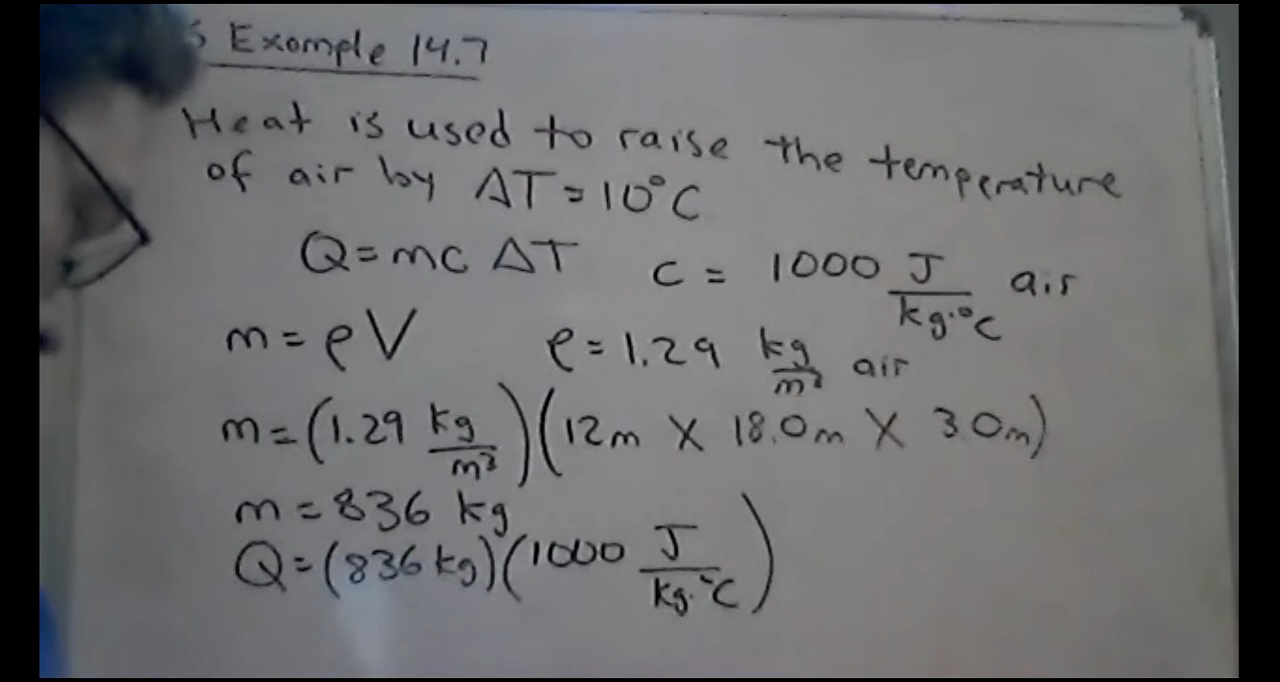 Example 14.7
Heat is used to raise the temperature
of air by ΔT = 10°C
Q = mc ΔT c = 1000 J/kg·°C air
m = ρV ρ = 1.29 kg/m³ air
m = (1.29 kg/m³)(12m X 18.0m X 3.0m)
m = 836 kg
Q = (836 kg)(1000 J/kg·°C)